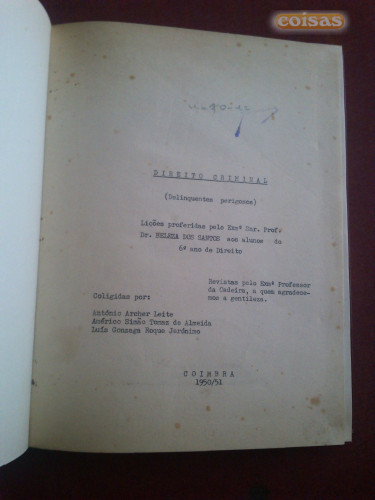 coisas
DIREITO CRIMINAL
(Delinquentes perigosos)
Lições proferidas pelo Exmº Snr. Prof.
Dr. BELEZA DOS SANTOS aos alunos do
6º ano de Direito
Revistas pelo Exmº Professor
da Cadeira, a quem agradece-
mos a gentileza.
Coligidas por:
António Archer Leite
Américo Simão Tomaz de Almeida
Luís Gonzaga Roque Jerónimo
COIMBRA
1950/51